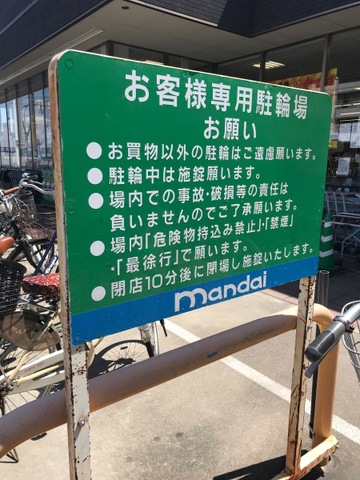 お客様専用駐輪場
お願い
●お買物以外の駐輪はご遠慮願います。
●駐輪中は施錠願います。
●場内での事故・破損等の責任は
負いませんのでご了承願います。
●場内「危険物持込み禁止」・「禁煙」
・「最徐行」で願います。
●閉店10分後に閉場し施錠いたします。
mandai